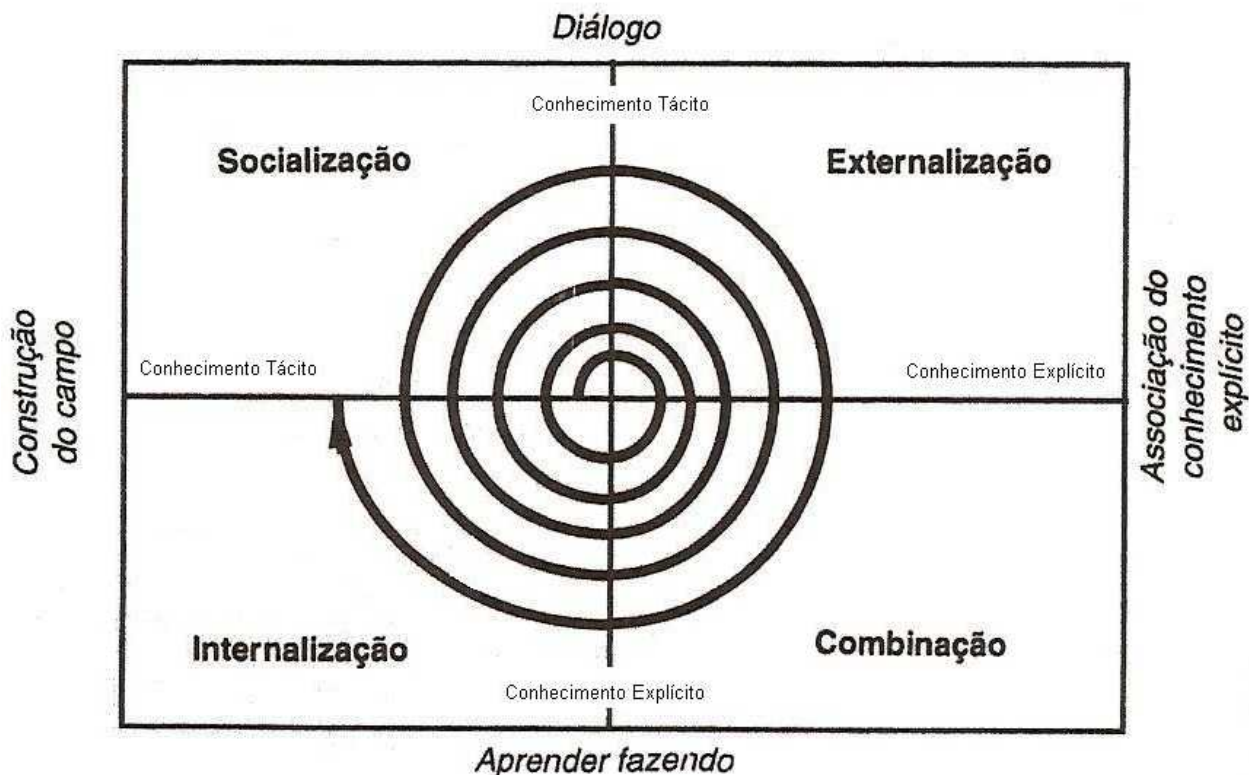 Diálogo
Conhecimento Tácito
Socialização
Externalização
Construção
do campo
Conhecimento Tácito
Conhecimento Explícito
Associação do
conhecimento
explícito
Internalização
Combinação
Conhecimento Explícito
Aprender fazendo